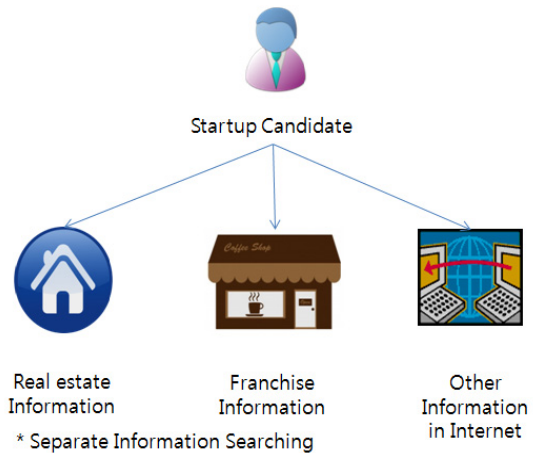 Startup Candidate
Coffee Shop
Real estate
Information
Franchise
Information
Other
Information
in Internet
* Separate Information Searching